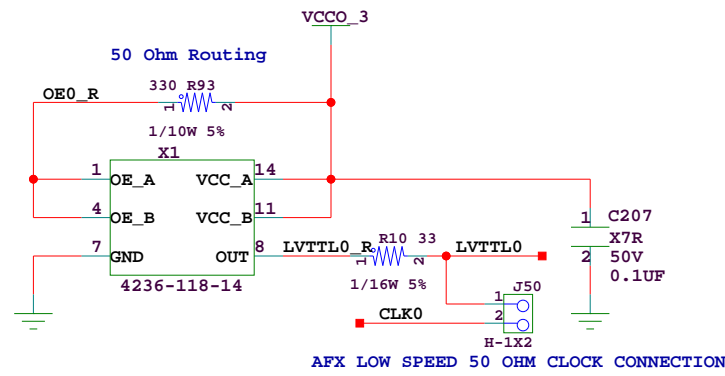 VCCO_3
50 Ohm Routing
OE0_R
330 R93
1 2
1/10W 5%
X1
1 OE_A VCC_A 14
4 OE_B VCC_B 11
7 GND OUT 8
4236-118-14
LVTTL0_R
R10 33
1 2
1/16W 5%
LVTTL0
1 C207
X7R
2 50V
0.1UF
J50
1
2
CLK0
H-1X2
AFX LOW SPEED 50 OHM CLOCK CONNECTION